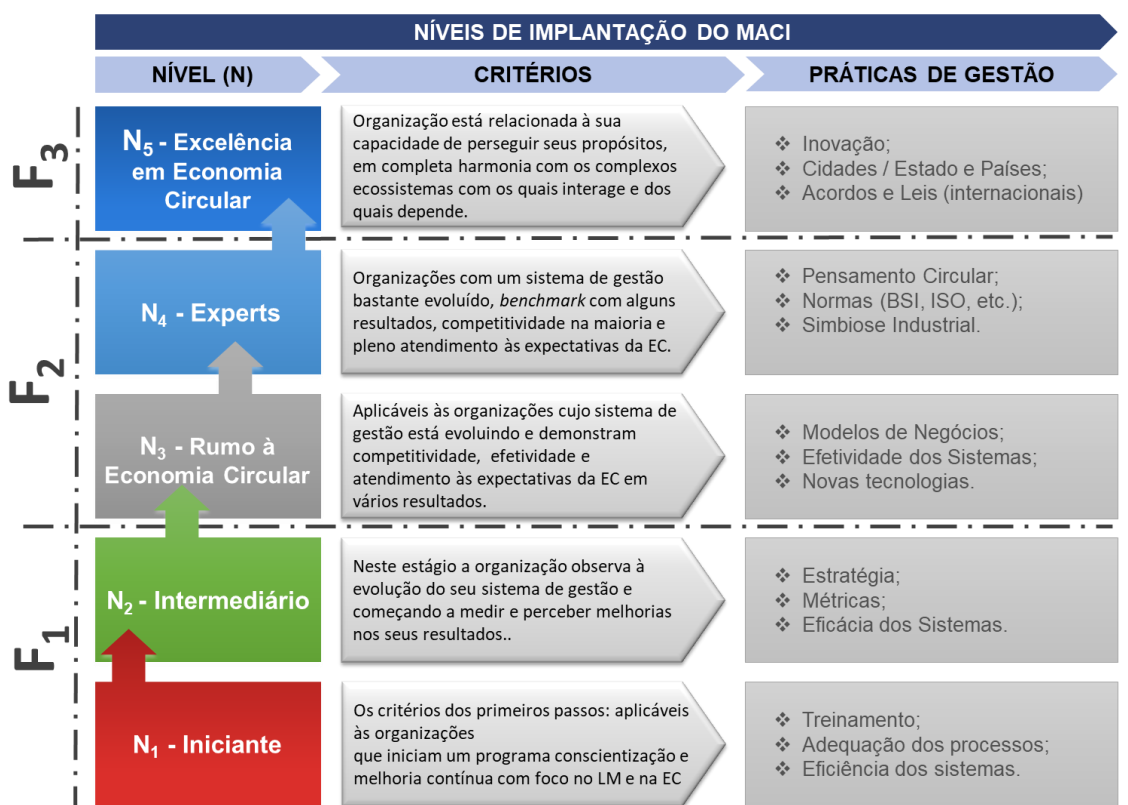 NÍVEIS DE IMPLANTAÇÃO DO MACI
NÍVEL (N)
CRITÉRIOS
PRÁTICAS DE GESTÃO
F3
N5 - Excelência
em Economia
Circular
Organização está relacionada à sua
capacidade de perseguir seus propósitos,
em completa harmonia com os complexos
ecossistemas com os quais interage e dos
quais depende.
❖ Inovação;
❖ Cidades / Estado e Países;
❖ Acordos e Leis (internacionais)
F2
N4 - Experts
Organizações com um sistema de gestão
bastante evoluído, benchmark com alguns
resultados, competitividade na maioria e
pleno atendimento às expectativas da EC.
❖ Pensamento Circular;
❖ Normas (BSI, ISO, etc.);
❖ Simbiose Industrial.
N3 - Rumo à
Economia Circular
Aplicáveis às organizações cujo sistema de
gestão está evoluindo e demonstram
competitividade, efetividade e
atendimento às expectativas da EC em
vários resultados.
❖ Modelos de Negócios;
❖ Efetividade dos Sistemas;
❖ Novas tecnologias.
F1
N2 - Intermediário
Neste estágio a organização observa à
evolução do seu sistema de gestão e
começando a medir e perceber melhorias
nos seus resultados..
❖ Estratégia;
❖ Métricas;
❖ Eficácia dos Sistemas.
N1 - Iniciante
Os critérios dos primeiros passos: aplicáveis
às organizações
que iniciam um programa conscientização e
melhoria contínua com foco no LM e na EC
❖ Treinamento;
❖ Adequação dos processos;
❖ Eficiência dos sistemas.